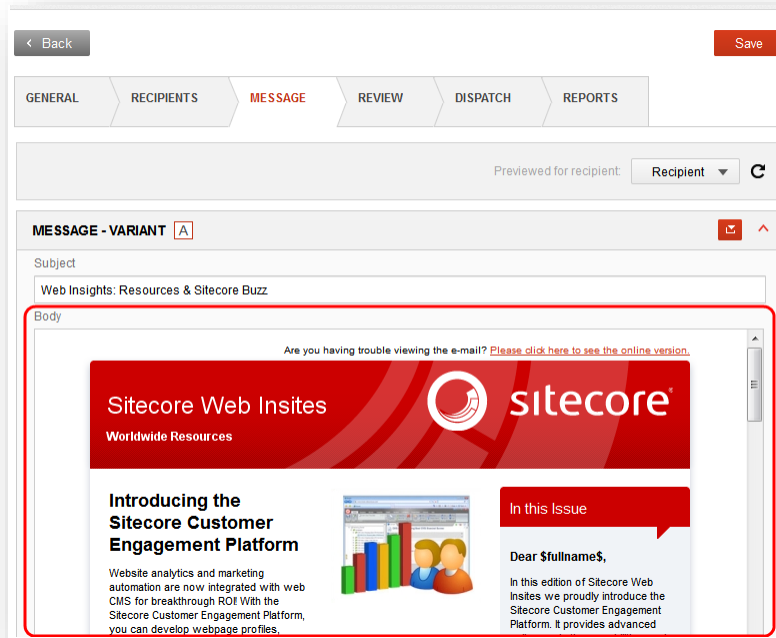 Back
Save
GENERAL
RECIPIENTS
MESSAGE
REVIEW
DISPATCH
REPORTS
Previewed for recipient:
Recipient
MESSAGE - VARIANT A
Subject
Web Insights: Resources & Sitecore Buzz
Body
Are you having trouble viewing the e-mail? Please click here to see the online version.
Sitecore Web Insites
Worldwide Resources
sitecore
Introducing the
Sitecore Customer
Engagement Platform
Website analytics and marketing
automation are now integrated with web
CMS for breakthrough ROI! With the
Sitecore Customer Engagement Platform,
you can develop webpage profiles,
In this Issue
Dear $fullname$,
In this edition of Sitecore Web
Insites we proudly introduce the
Sitecore Customer Engagement
Platform. It provides advanced